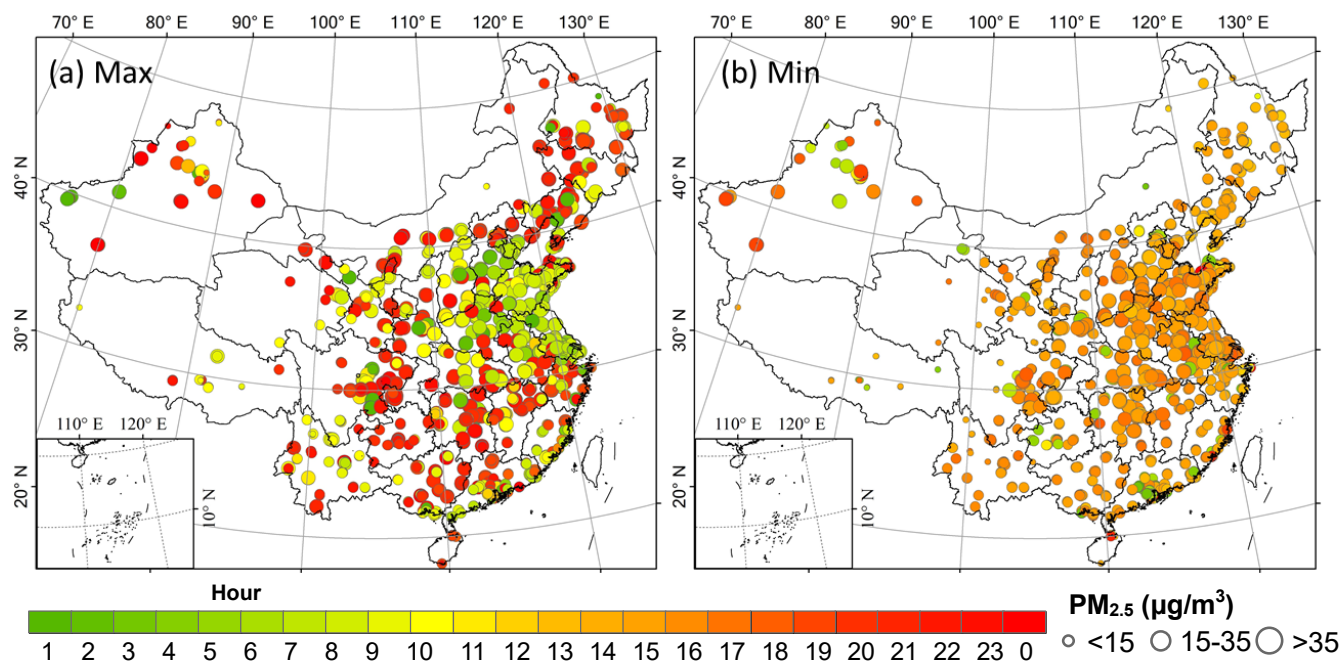 70° E 80° E 90° E 100° E 110° E 120° E 130° E
(a) Max
40° N
30° N
20° N
110° E 120° E
10° N
70° E 80° E 90° E 100° E 110° E 120° E 130° E
(b) Min
40° N
30° N
20° N
110° E 120° E
10° N
Hour
1 2 3 4 5 6 7 8 9 10 11 12 13 14 15 16 17 18 19 20 21 22 23 0
PM2.5 (µg/m³)
<15 15-35 >35